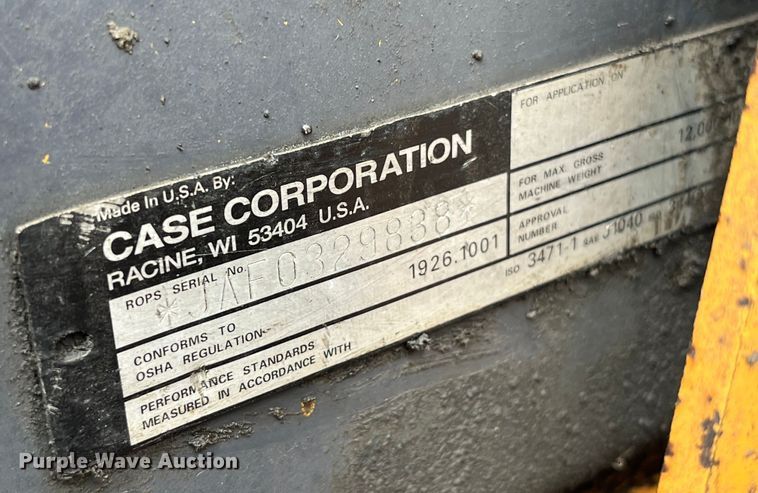 Made In U.S.A. By:
CASE CORPORATION
RACINE, WI 53404 U.S.A.
ROPS SERIAL No.
*JAF0329838*
CONFORMS TO
OSHA REGULATION
1926.1001
PERFORMANCE STANDARDS
MEASURED IN ACCORDANCE WITH
ISO 3471-1 SAE J1040
FOR APPLICATION ON
FOR MAX. GROSS
MACHINE WEIGHT
APPROVAL
NUMBER
Purple Wave Auction